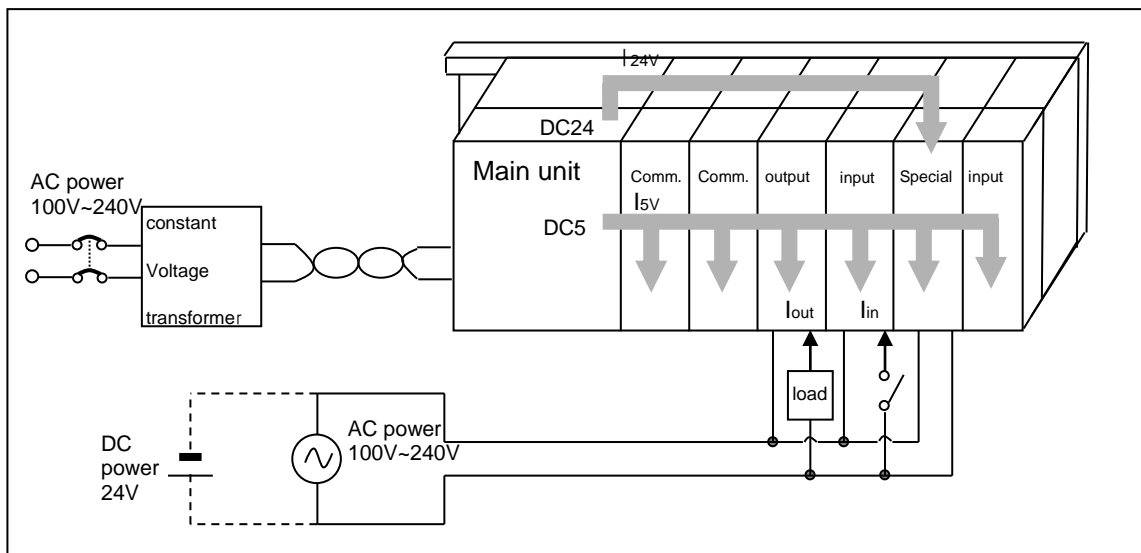 I24V
DC24
Main unit
Comm.
Comm.
output
input
Special
input
I5V
DC5
AC power
100V~240V
constant
Voltage
transformer
Iout
Iin
load
AC power
100V~240V
DC
power
24V